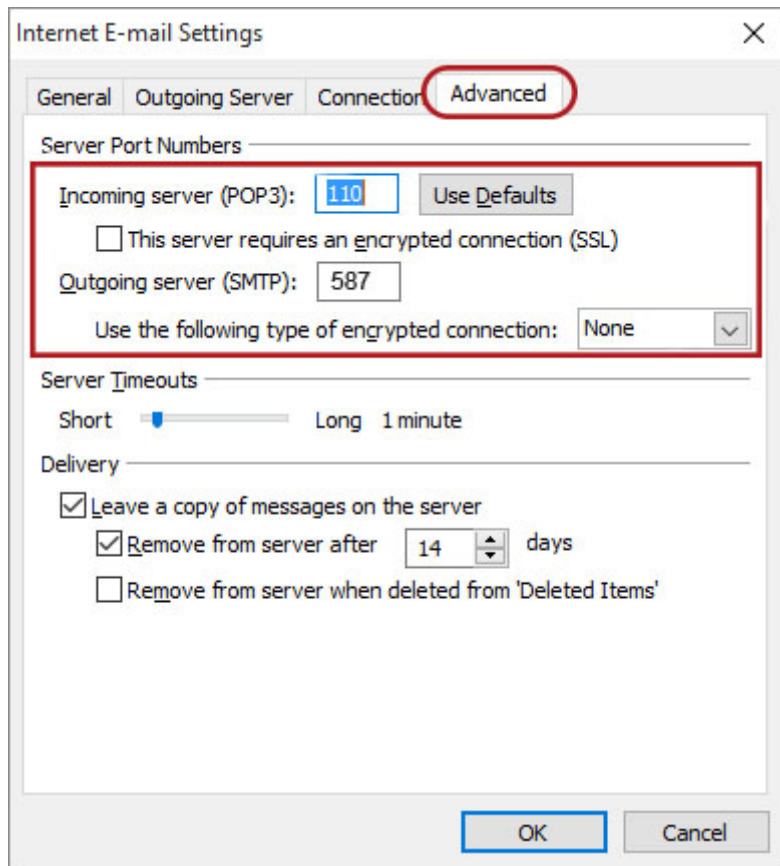 Internet E-mail Settings
General Outgoing Server Connection Advanced
Server Port Numbers
Incoming server (POP3): 110 Use Defaults
This server requires an encrypted connection (SSL)
Outgoing server (SMTP): 587
Use the following type of encrypted connection: None
Server Timeouts
Short Long 1 minute
Delivery
Leave a copy of messages on the server
Remove from server after 14 days
Remove from server when deleted from 'Deleted Items'
OK Cancel